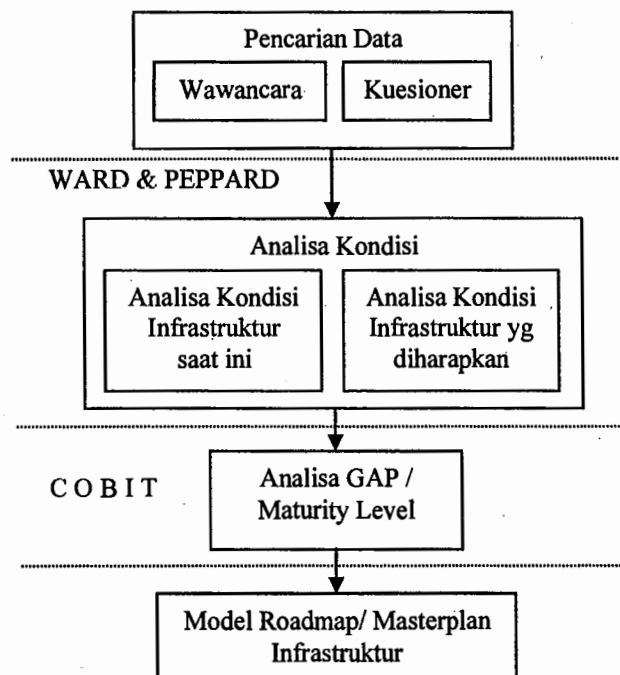 Pencarian Data
Wawancara
Kuesioner
WARD & PEPPARD
Analisa Kondisi
Analisa Kondisi
Infrastruktur
saat ini
Analisa Kondisi
Infrastruktur yg
diharapkan
C O B I T
Analisa GAP /
Maturity Level
Model Roadmap/ Masterplan
Infrastruktur